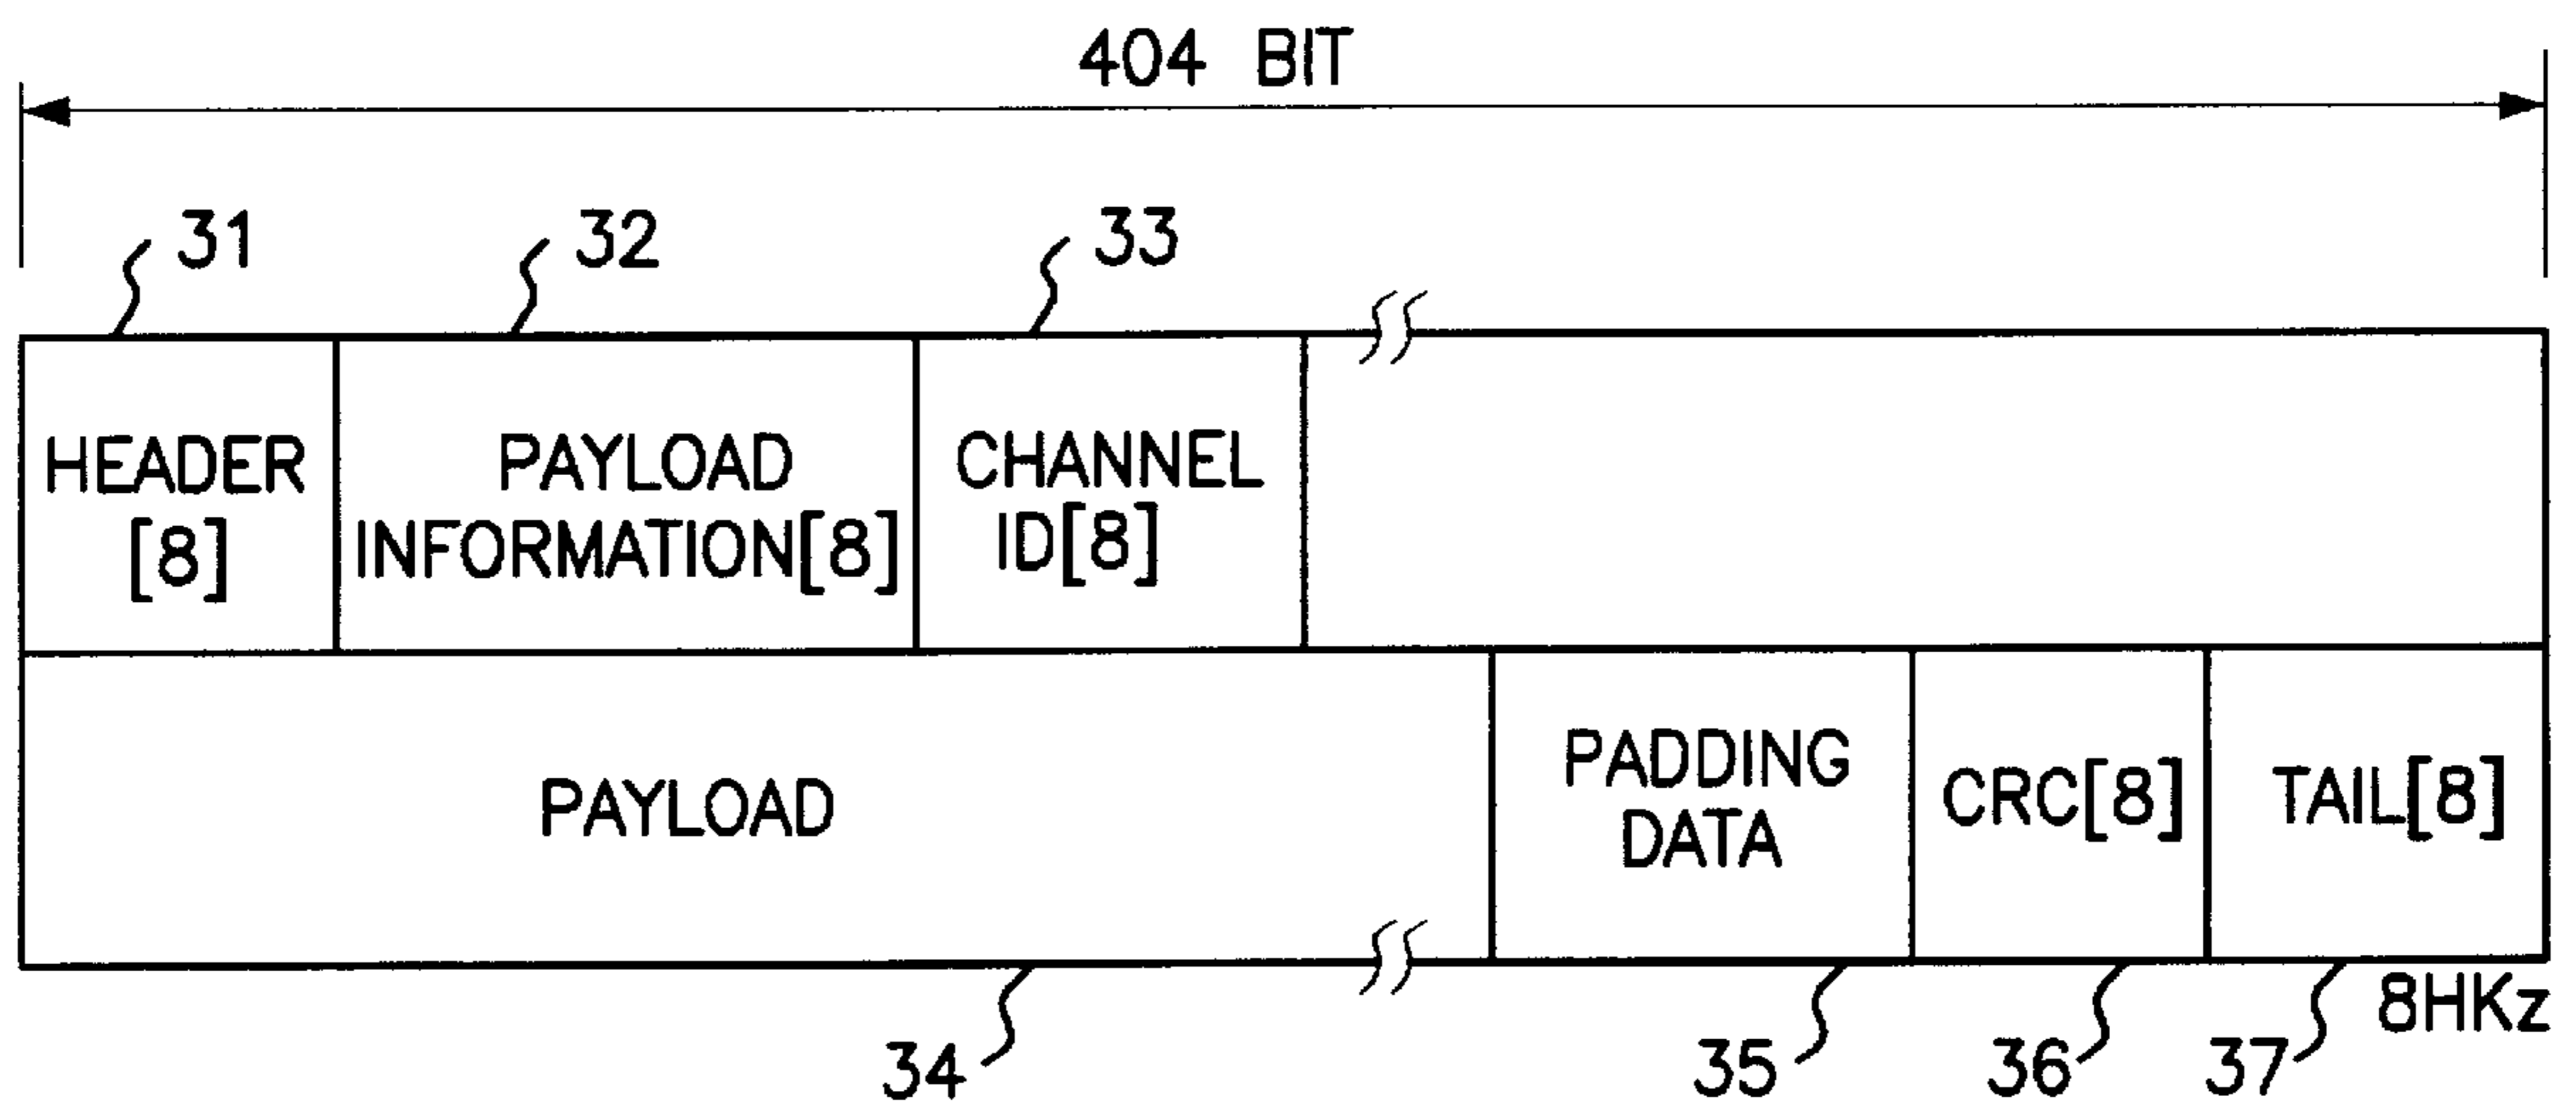 404 BIT
31
32
33
HEADER
[8]
PAYLOAD
INFORMATION[8]
CHANNEL
ID[8]
PAYLOAD
PADDING
DATA
CRC[8]
TAIL[8]
8HKz
34
35
36
37